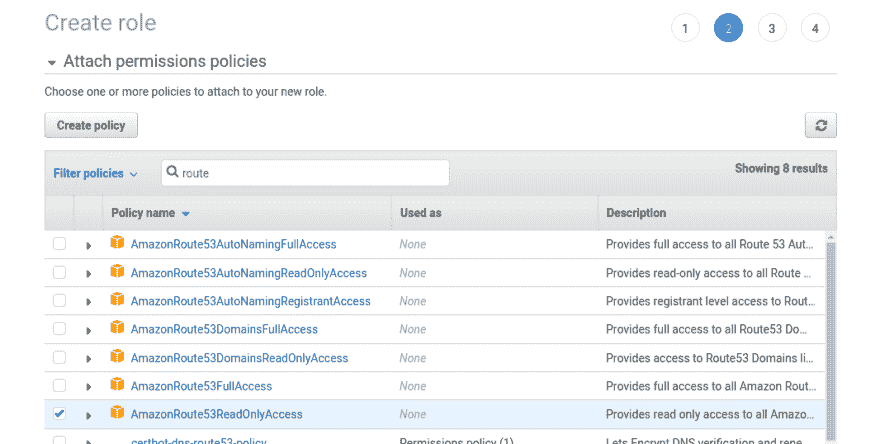 Create role
1 2 3 4
Attach permissions policies
Choose one or more policies to attach to your new role.
Create policy
Filter policies route Showing 8 results
Policy name Used as Description
AmazonRoute53AutoNamingFullAccess None Provides full access to all Route 53 Aut...
AmazonRoute53AutoNamingReadOnlyAccess None Provides read-only access to all Route ...
AmazonRoute53AutoNamingRegistrantAccess None Provides registrant level access to Rout...
AmazonRoute53DomainsFullAccess None Provides full access to all Route53 Do...
AmazonRoute53DomainsReadOnlyAccess None Provides access to Route53 Domains li...
AmazonRoute53FullAccess None Provides full access to all Amazon Rout...
AmazonRoute53ReadOnlyAccess None Provides read only access to all Amazo...
certbot-dns-route53-policy Permissions policy (1) Lets Encrypt DNS verification and rene...